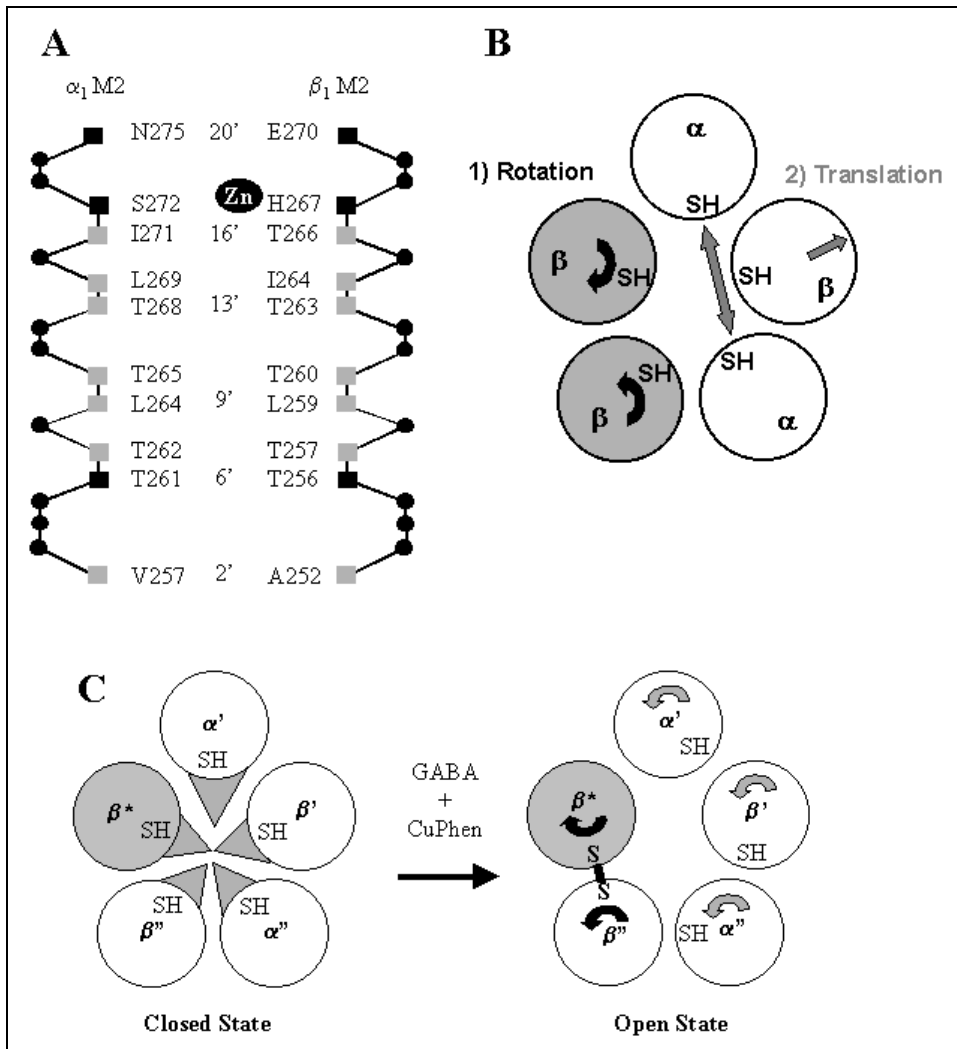 A
α₁ M2 β₁ M2
N275 20' E270
Zn
S272 H267
I271 16' T266
L269 I264
T268 13' T263
T265 T260
L264 9' L259
T262 T257
T261 6' T256
V257 2' A252
B
α
1) Rotation 2) Translation
SH
β SH
SH β
SH SH
β α
C
α'
SH
β* β'
SH SH
SH SH
β" α"
Closed State
GABA
+
CuPhen
α'
SH
β* β'
S SH
S
SH α"
β"
Open State